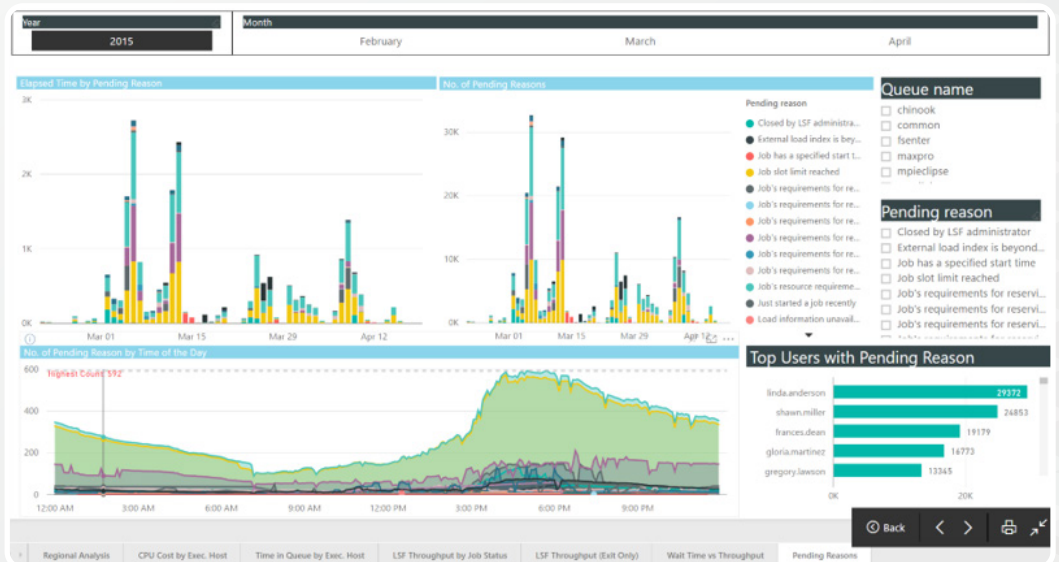 Year
2015
Month
February March April
Elapsed Time by Pending Reason
3K
2K
1K
0K
Mar 01 Mar 15 Mar 29 Apr 12
No. of Pending Reasons
30K
20K
10K
0K
Mar 01 Mar 15 Mar 29 Apr 12
Pending reason
Closed by LSF administra...
External load index is bey...
Job has a specified start t...
Job slot limit reached
Job's requirements for re...
Job's requirements for re...
Job's requirements for re...
Job's requirements for re...
Job's requirements for re...
Job's requirements for re...
Job's resource requireme...
Just started a job recently
Load information unavail...
Queue name
chinook
common
fsenter
maxpro
mpieclipse
Pending reason
Closed by LSF administrator
External load index is beyond...
Job has a specified start time
Job slot limit reached
Job's requirements for reservi...
Job's requirements for reservi...
Job's requirements for reservi...
No. of Pending Reason by Time of the Day
Highest Count: 592
600
400
200
0
12:00 AM 3:00 AM 6:00 AM 9:00 AM 12:00 PM 3:00 PM 6:00 PM 9:00 PM
Top Users with Pending Reason
linda.anderson 29372
shawn.miller 24853
frances.dean 19179
gloria.martinez 16773
gregory.lawson 13365
0K 20K
Back
Regional Analysis CPU Cost by Exec. Host Time in Queue by Exec. Host LSF Throughput by Job Status LSF Throughput (Exit Only) Wait Time vs Throughput Pending Reasons